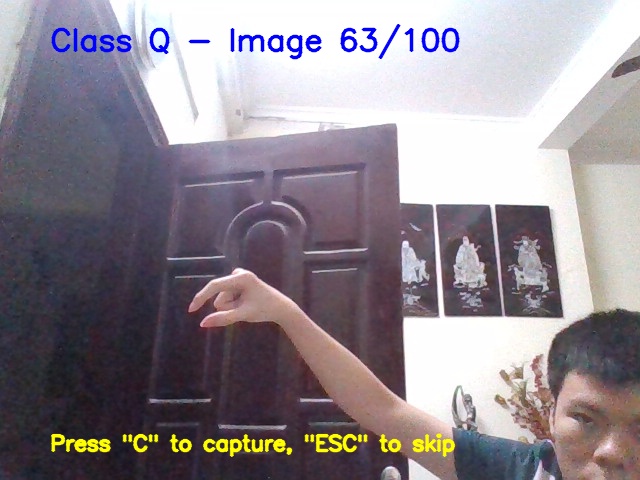 Class Q - Image 63/100
Press "C" to capture, "ESC" to skip